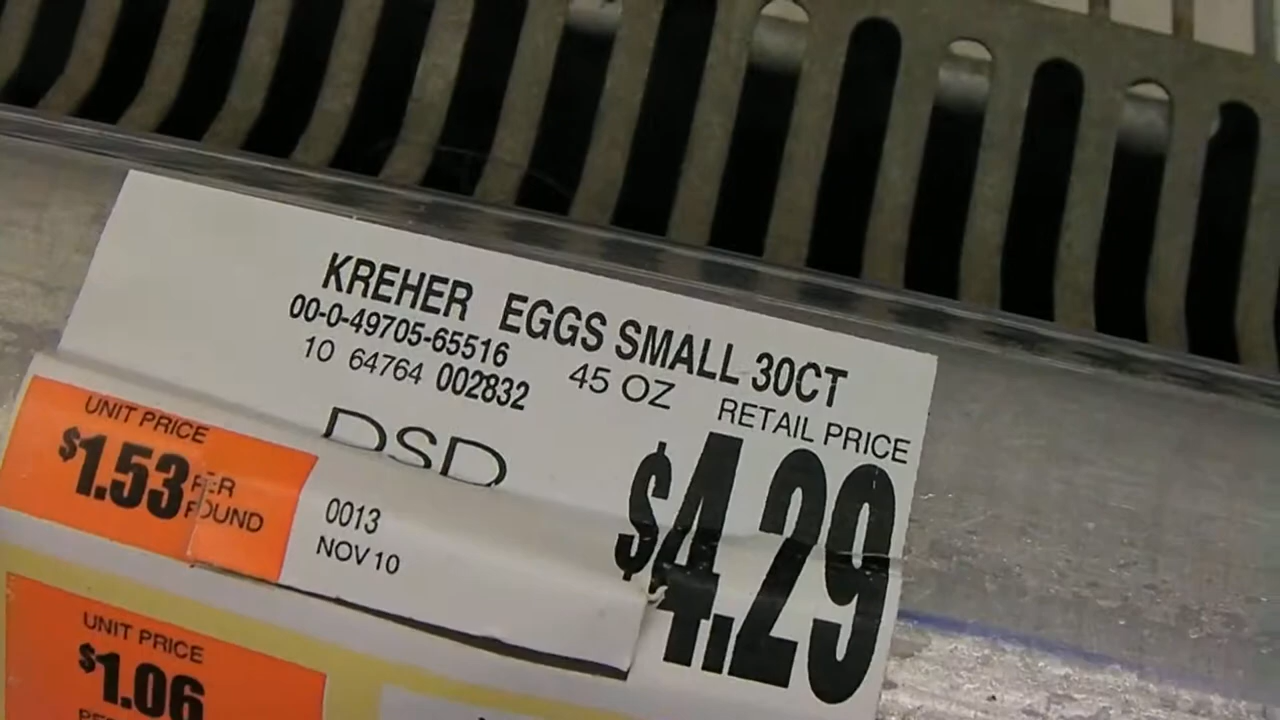 KREHER EGGS SMALL 30CT
00-0-49705-65516
45 OZ
10 64764 002832
RETAIL PRICE
DSD
$4.29
UNIT PRICE
$1.53 PER
POUND
0013
NOV 10
UNIT PRICE
$1.06